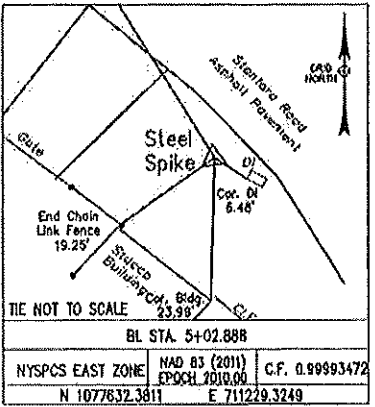 Stanford Road
Asphalt Pavement
GRID
NORTH
Gate
Steel
Spike
DI
Cor. DI
6.48'
End Chain
Link Fence
19.25'
Stucco
Building
Cor. Bldg.
23.99'
CLF
TIE NOT TO SCALE
BL STA. 5+02.888
NYSPCS EAST ZONE
NAD 83 (2011)
EPOCH 2010.00
C.F. 0.99993472
N 1077632.3811
E 711229.3249